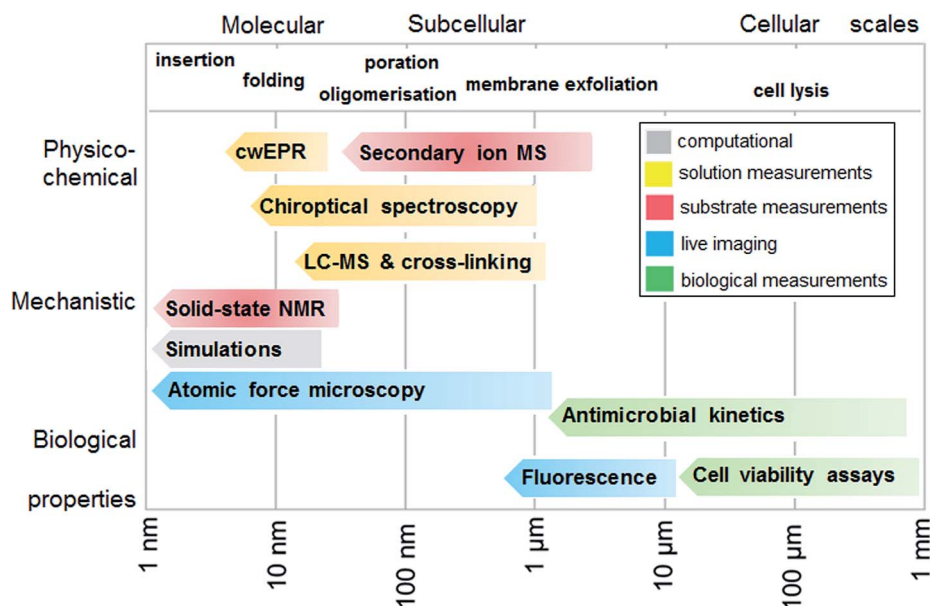 Molecular Subcellular Cellular scales
insertion
folding
poration
oligomerisation
membrane exfoliation
cell lysis
Physico-
chemical
Mechanistic
Biological
properties
cwEPR
Secondary ion MS
Chiroptical spectroscopy
LC-MS & cross-linking
Solid-state NMR
Simulations
Atomic force microscopy
Antimicrobial kinetics
Fluorescence
Cell viability assays
computational
solution measurements
substrate measurements
live imaging
biological measurements
1 nm
10 nm
100 nm
1 µm
10 µm
100 µm
1 mm